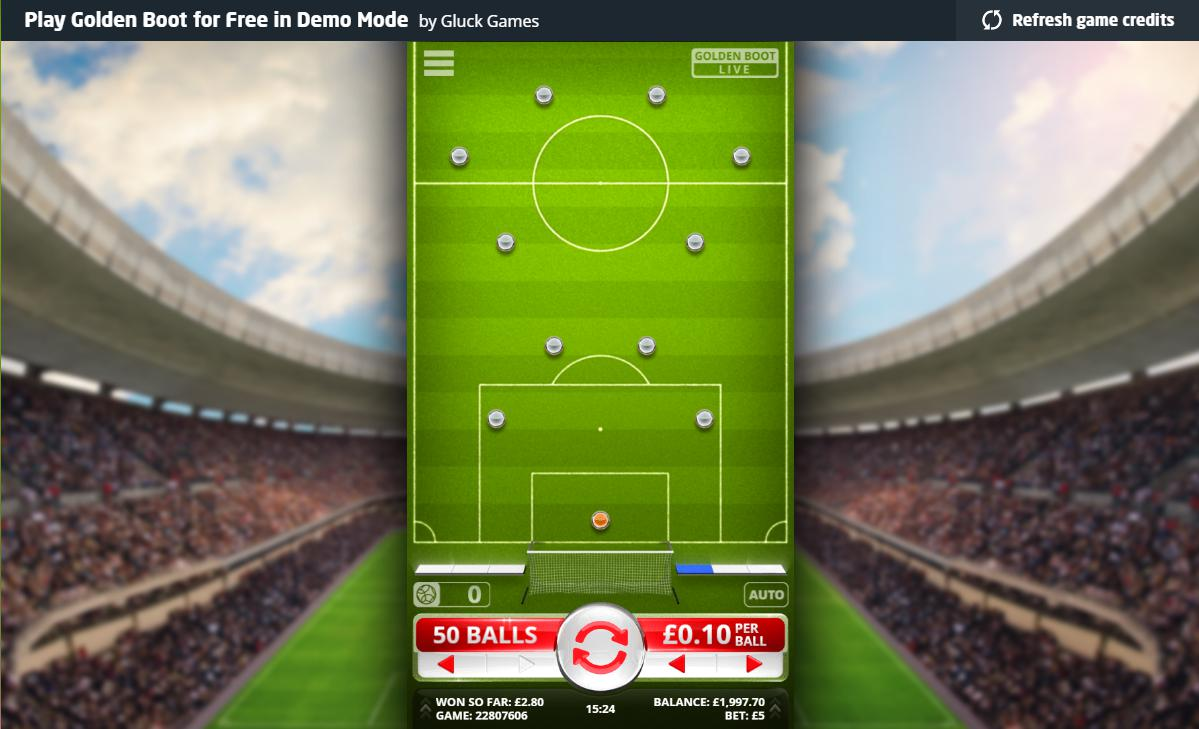 Play Golden Boot for Free in Demo Mode by Gluck Games
Refresh game credits
GOLDEN BOOT
LIVE
0
AUTO
50 BALLS
£0.10 PER BALL
WON SO FAR: £2.80
GAME: 22807606
15:24
BALANCE: £1,997.70
BET: £5